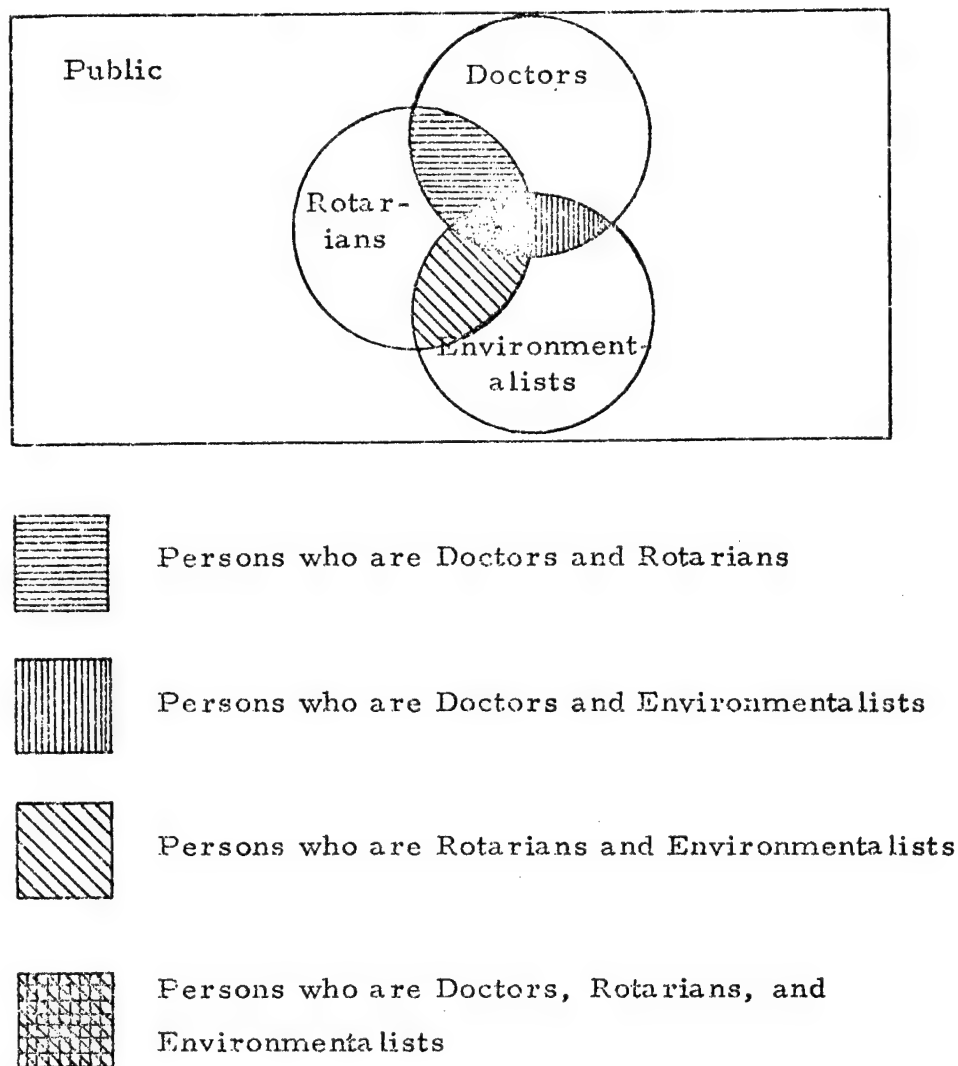 Public
Doctors
Rotar-
ians
Environment-
alists
Persons who are Doctors and Rotarians
Persons who are Doctors and Environmentalists
Persons who are Rotarians and Environmentalists
Persons who are Doctors, Rotarians, and
Environmentalists